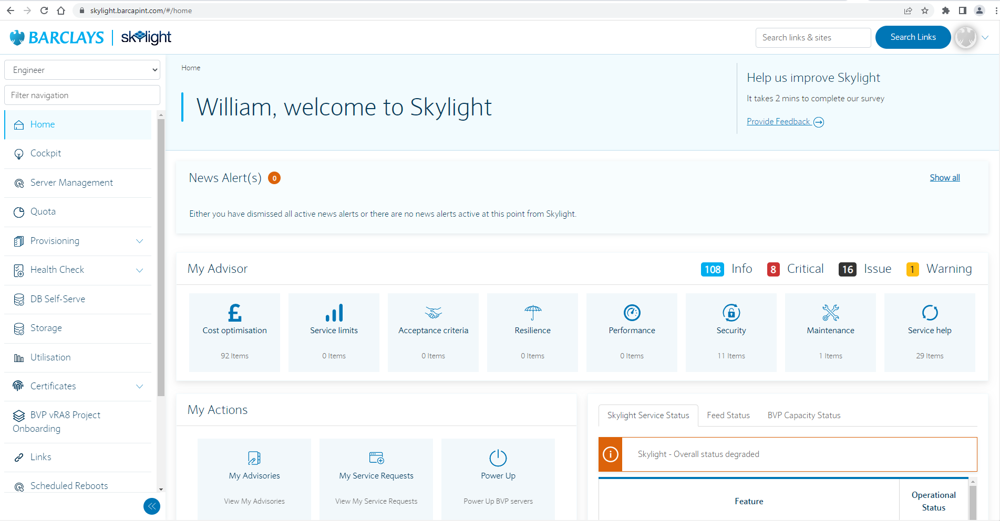 skylight.barcapint.com/#/home
BARCLAYS | skylight
Search links & sites
Search Links
Engineer
Filter navigation
Home
Cockpit
Server Management
Quota
Provisioning
Health Check
DB Self-Serve
Storage
Utilisation
Certificates
BVP vRA8 Project
Onboarding
Links
Scheduled Reboots
Home
William, welcome to Skylight
Help us improve Skylight
It takes 2 mins to complete our survey
Provide Feedback
News Alert(s) 0
Show all
Either you have dismissed all active news alerts or there are no news alerts active at this point from Skylight.
My Advisor
108 Info 8 Critical 16 Issue 1 Warning
Cost optimisation
92 Items
Service limits
0 Items
Acceptance criteria
0 Items
Resilience
0 Items
Performance
0 Items
Security
11 Items
Maintenance
1 Items
Service help
29 Items
My Actions
My Advisories
View My Advisories
My Service Requests
View My Service Requests
Power Up
Power Up BVP servers
Skylight Service Status Feed Status BVP Capacity Status
Skylight - Overall status degraded
Feature
Operational
Status